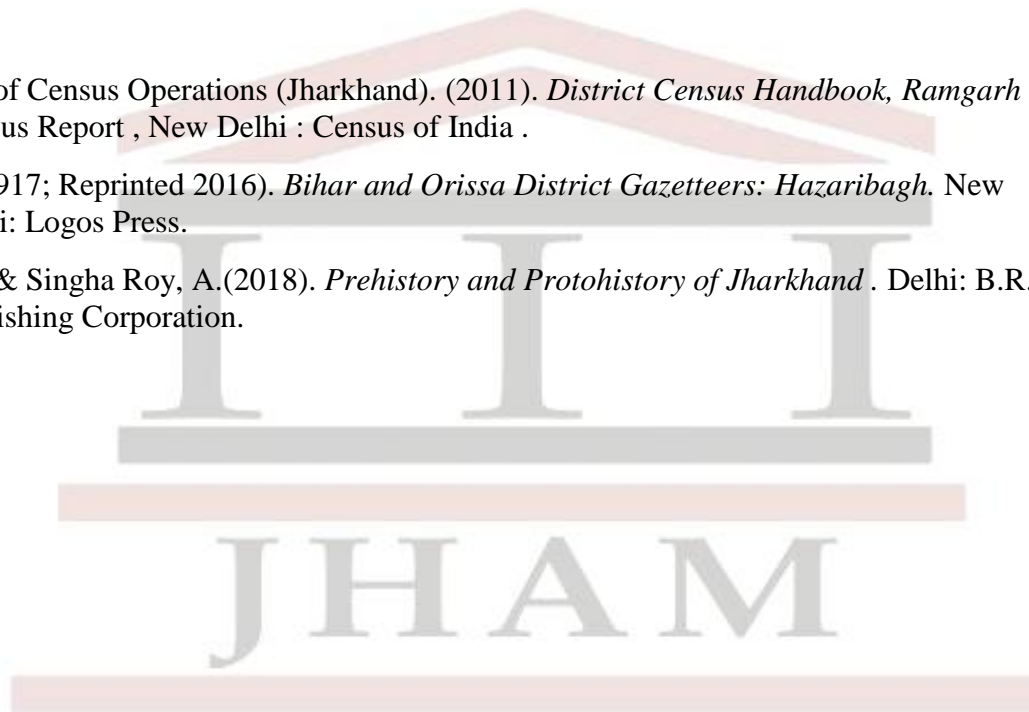 of Census Operations (Jharkhand). (2011). District Census Handbook, Ramgarh
us Report , New Delhi : Census of India .
917; Reprinted 2016). Bihar and Orissa District Gazetteers: Hazaribagh. New
i: Logos Press.
& Singha Roy, A.(2018). Prehistory and Protohistory of Jharkhand . Delhi: B.R.
ishing Corporation.
JHAM